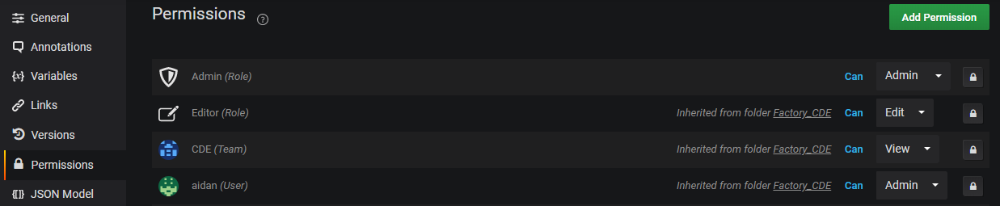 General
Annotations
Variables
Links
Versions
Permissions
JSON Model
Permissions ?
Add Permission
Admin (Role) Can Admin
Editor (Role) Inherited from folder Factory_CDE Can Edit
CDE (Team) Inherited from folder Factory_CDE Can View
aidan (User) Inherited from folder Factory_CDE Can Admin